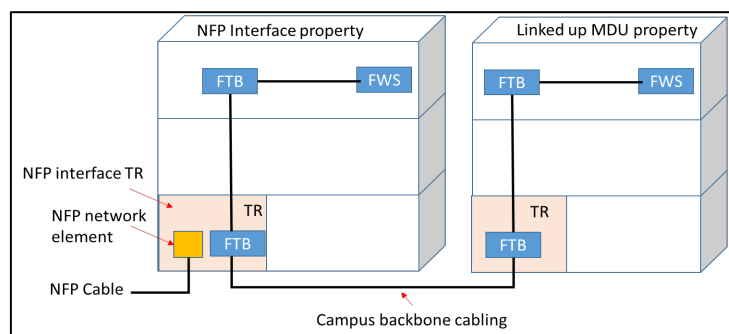 NFP Interface property
Linked up MDU property
FTB
FWS
FTB
FWS
NFP interface TR
TR
TR
NFP network
element
FTB
FTB
NFP Cable
Campus backbone cabling